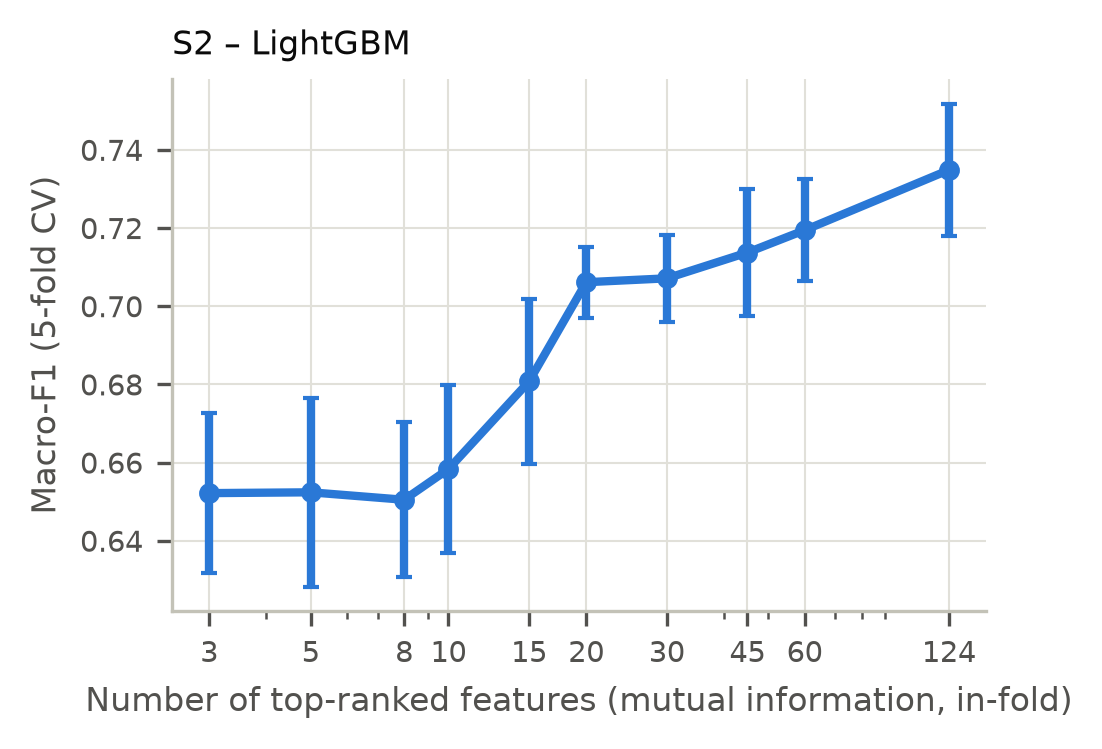 S2 – LightGBM
Macro-F1 (5-fold CV)
0.74
0.72
0.70
0.68
0.66
0.64
3 5 8 10 15 20 30 45 60 124
Number of top-ranked features (mutual information, in-fold)